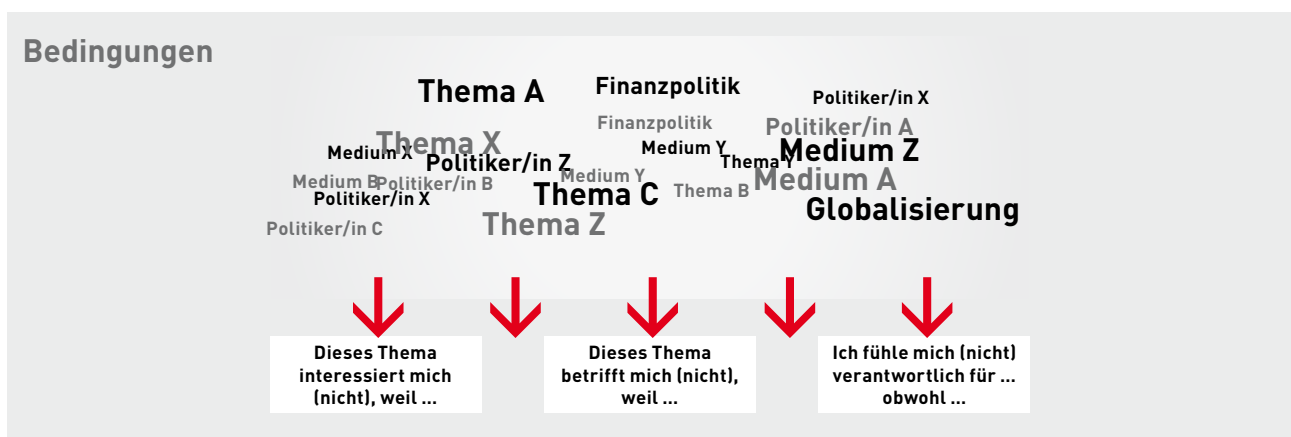 Bedingungen
Thema A
Finanzpolitik
Politiker/in X
Finanzpolitik
Politiker/in A
Thema X
Medium X
Medium Y
Medium Z
Politiker/in Z
Thema Y
Medium B
Politiker/in B
Medium Y
Medium A
Politiker/in X
Thema C
Thema B
Globalisierung
Politiker/in C
Thema Z
Dieses Thema
interessiert mich
(nicht), weil ...
Dieses Thema
betrifft mich (nicht),
weil ...
Ich fühle mich (nicht)
verantwortlich für ...
obwohl ...